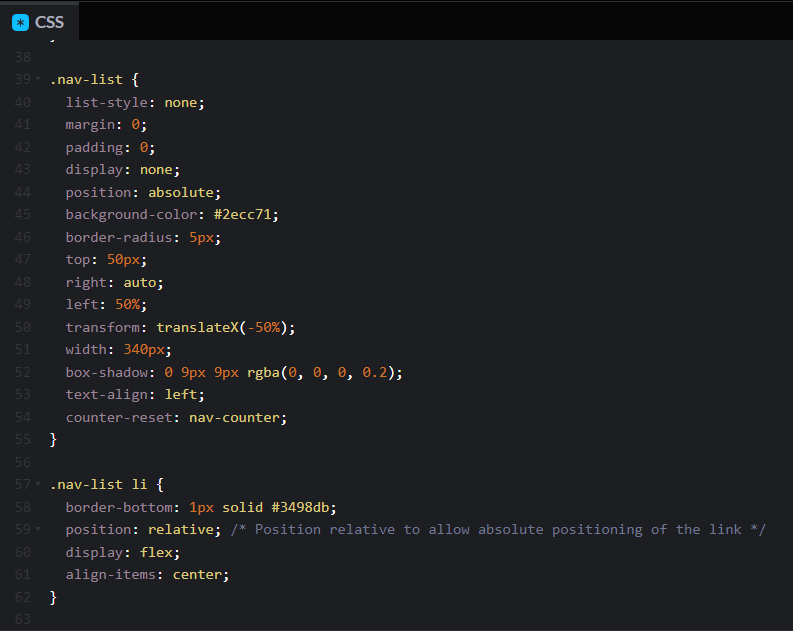 * CSS
38
39 .nav-list {
40 list-style: none;
41 margin: 0;
42 padding: 0;
43 display: none;
44 position: absolute;
45 background-color: #2ecc71;
46 border-radius: 5px;
47 top: 50px;
48 right: auto;
49 left: 50%;
50 transform: translateX(-50%);
51 width: 340px;
52 box-shadow: 0 9px 9px rgba(0, 0, 0, 0.2);
53 text-align: left;
54 counter-reset: nav-counter;
55 }
56
57 .nav-list li {
58 border-bottom: 1px solid #3498db;
59 position: relative; /* Position relative to allow absolute positioning of the link */
60 display: flex;
61 align-items: center;
62 }
63